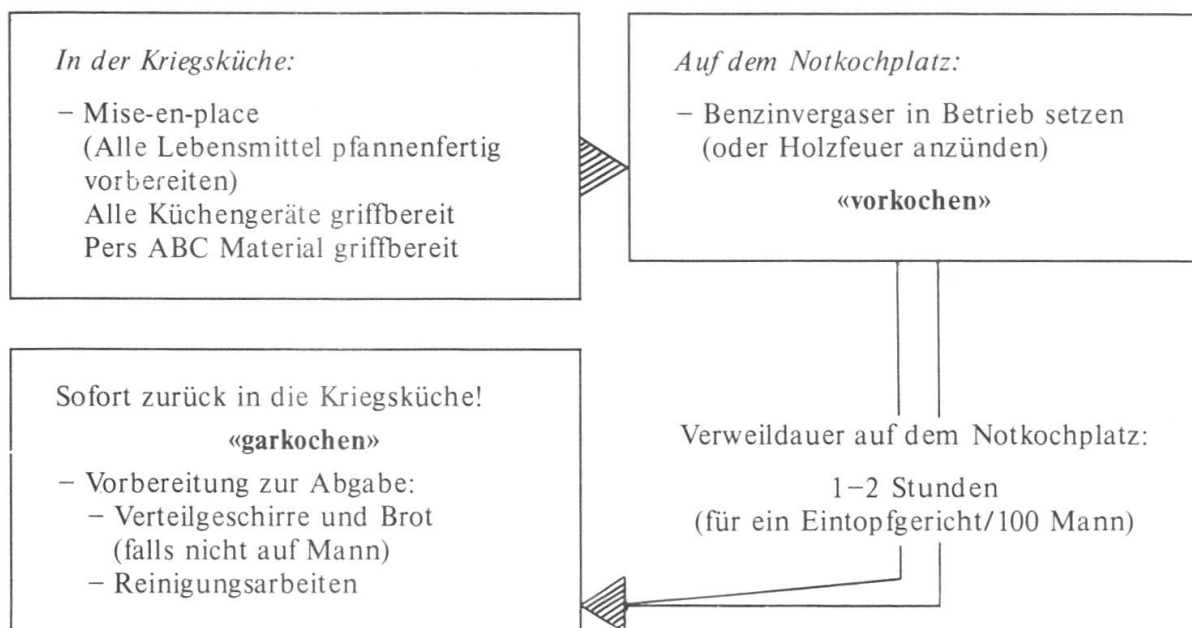 In der Kriegsküche:
– Mise-en-place
(Alle Lebensmittel pfannenfertig
vorbereiten)
Alle Küchengeräte griffbereit
Pers ABC Material griffbereit
Auf dem Notkochplatz:
– Benzinvergaser in Betrieb setzen
(oder Holzfeuer anzünden)
«vorkochen»
Verweildauer auf dem Notkochplatz:
1–2 Stunden
(für ein Eintopfgericht/100 Mann)
Sofort zurück in die Kriegsküche!
«garkochen»
– Vorbereitung zur Abgabe:
– Verteilgeschirre und Brot
(falls nicht auf Mann)
– Reinigungsarbeiten